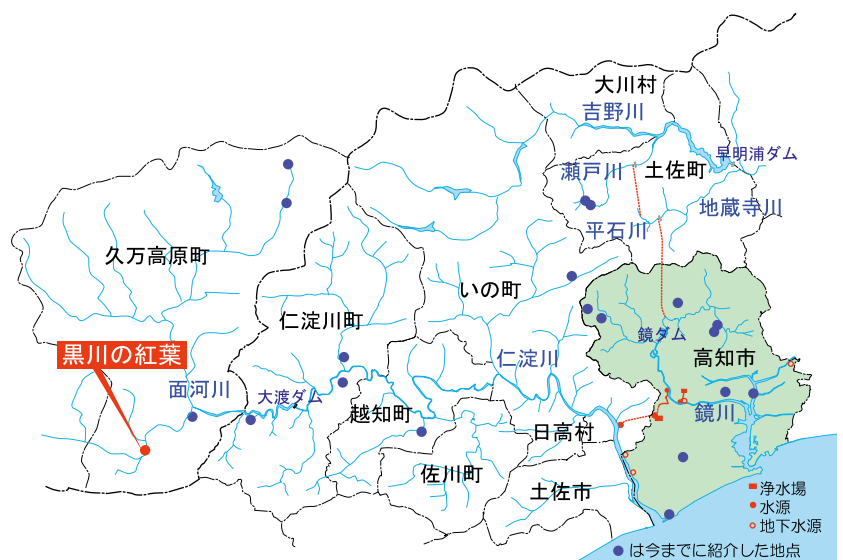 大川村
吉野川
早明浦ダム
瀬戸川
土佐町
地蔵寺川
平石川
久万高原町
いの町
仁淀川町
鏡ダム
高知市
黒川の紅葉
仁淀川
面河川
大渡ダム
越知町
鏡川
日高村
佐川町
土佐市
浄水場
水源
地下水源
は今までに紹介した地点